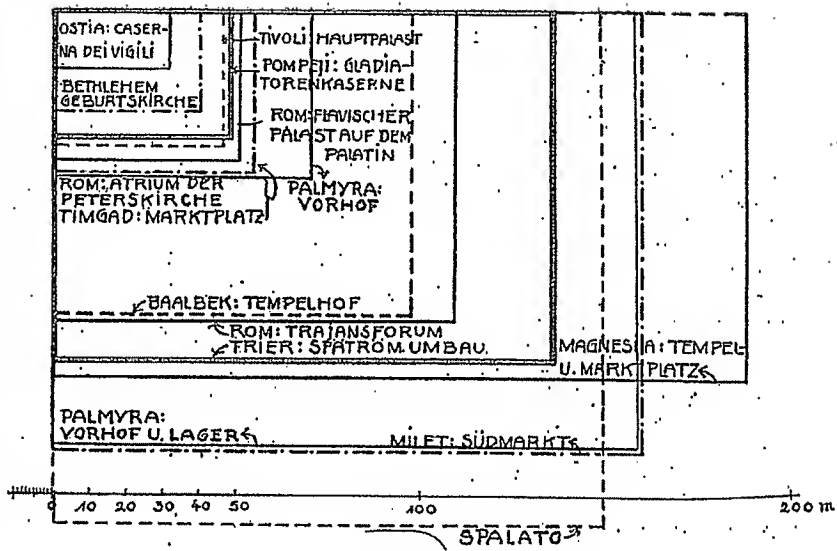 OSTIA: CASER-
NA DEI VIGILI
BETHLEHEM
GEBURTSKIRCHE
TIVOLI HAUPTPALAST
POMPEJI: GLADIA-
TORENKASERNE
ROM: FLAVISCHER
PALAST AUF DEM
PALATIN
ROM: ATRIUM DER
PETERSKIRCHE
TIMGAD: MARKTPLATZ
PALMYRA:
VORHOF
BAALBEK: TEMPELHOF
ROM: TRAJANSFORUM
TRIER: SPÄTRÖM. UMBAU.
MAGNESIA: TEMPEL-
U. MARKTPLATZ
PALMYRA:
VORHOF U. LAGER
MILET: SÜDMARKT
0 10 20 30 40 50 100 200 m
SPALATO